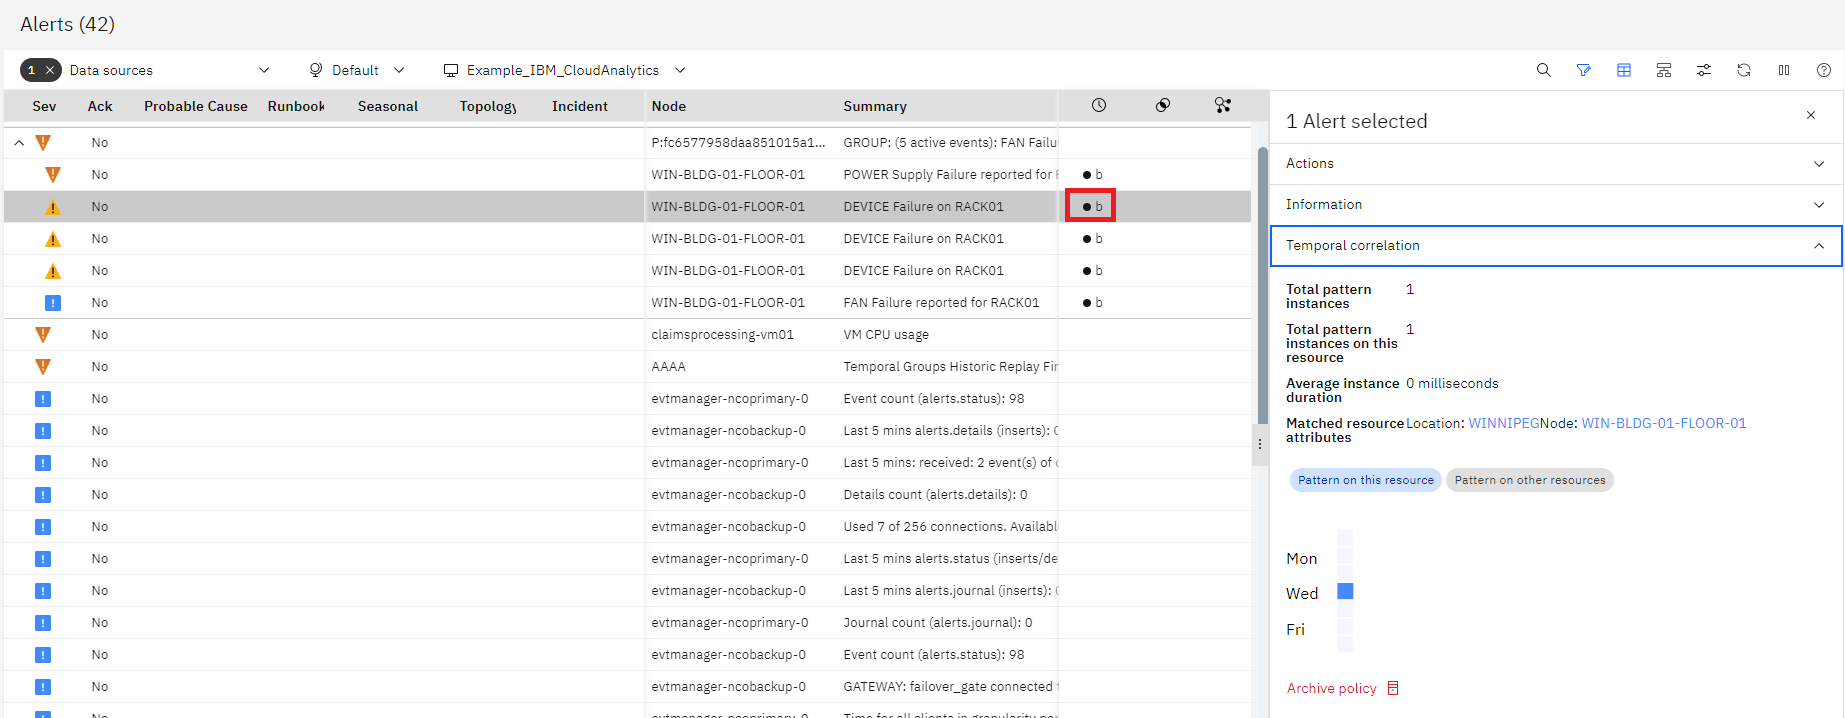 Alerts (42)
1 × Data sources Default Example_IBM_CloudAnalytics
Sev Ack Probable Cause Runbook Seasonal Topology Incident Node Summary
No P:fc6577958daa851015a1... GROUP: (5 active events): FAN Failu
No WIN-BLDG-01-FLOOR-01 POWER Supply Failure reported for b
No WIN-BLDG-01-FLOOR-01 DEVICE Failure on RACK01 b
No WIN-BLDG-01-FLOOR-01 DEVICE Failure on RACK01 b
No WIN-BLDG-01-FLOOR-01 DEVICE Failure on RACK01 b
No WIN-BLDG-01-FLOOR-01 FAN Failure reported for RACK01 b
No claimsprocessing-vm01 VM CPU usage
No AAAA Temporal Groups Historic Replay Fir
No evtmanager-ncoprimary-0 Event count (alerts.status): 98
No evtmanager-ncobackup-0 Last 5 mins alerts.details (inserts): 0
No evtmanager-ncoprimary-0 Last 5 mins: received: 2 event(s) of
No evtmanager-ncobackup-0 Details count (alerts.details): 0
No evtmanager-ncobackup-0 Used 7 of 256 connections. Availabl
No evtmanager-ncoprimary-0 Last 5 mins alerts.status (inserts/de
No evtmanager-ncobackup-0 Last 5 mins alerts.journal (inserts): 0
No evtmanager-ncoprimary-0 Journal count (alerts.journal): 0
No evtmanager-ncobackup-0 Event count (alerts.status): 98
No evtmanager-ncobackup-0 GATEWAY: failover_gate connected
No evtmanager-ncobackup-0 Time for all clients in granularity
1 Alert selected
Actions
Information
Temporal correlation
Total pattern instances 1
Total pattern instances on this resource 1
Average instance duration 0 milliseconds
Matched resource attributes Location: WINNIPEGNode: WIN-BLDG-01-FLOOR-01
Pattern on this resource Pattern on other resources
Mon
Wed
Fri
Archive policy